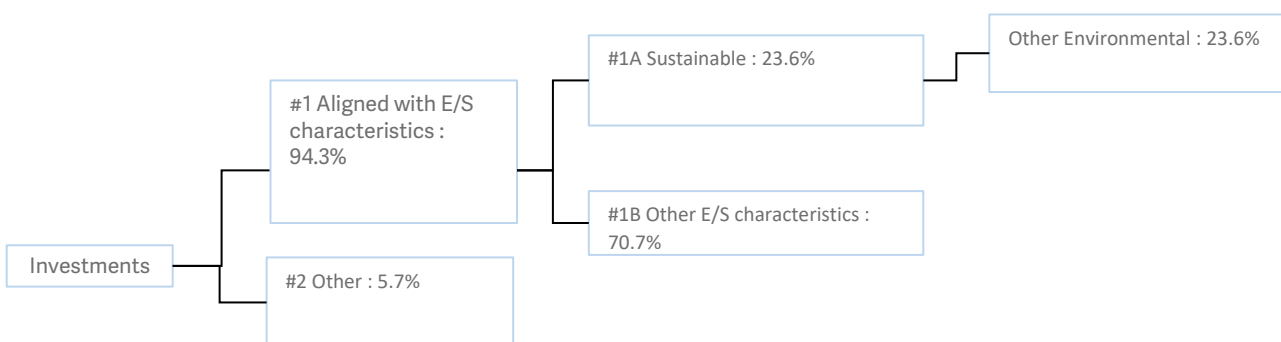 Investments
#1 Aligned with E/S
characteristics :
94.3%
#2 Other : 5.7%
#1A Sustainable : 23.6%
#1B Other E/S characteristics :
70.7%
Other Environmental : 23.6%